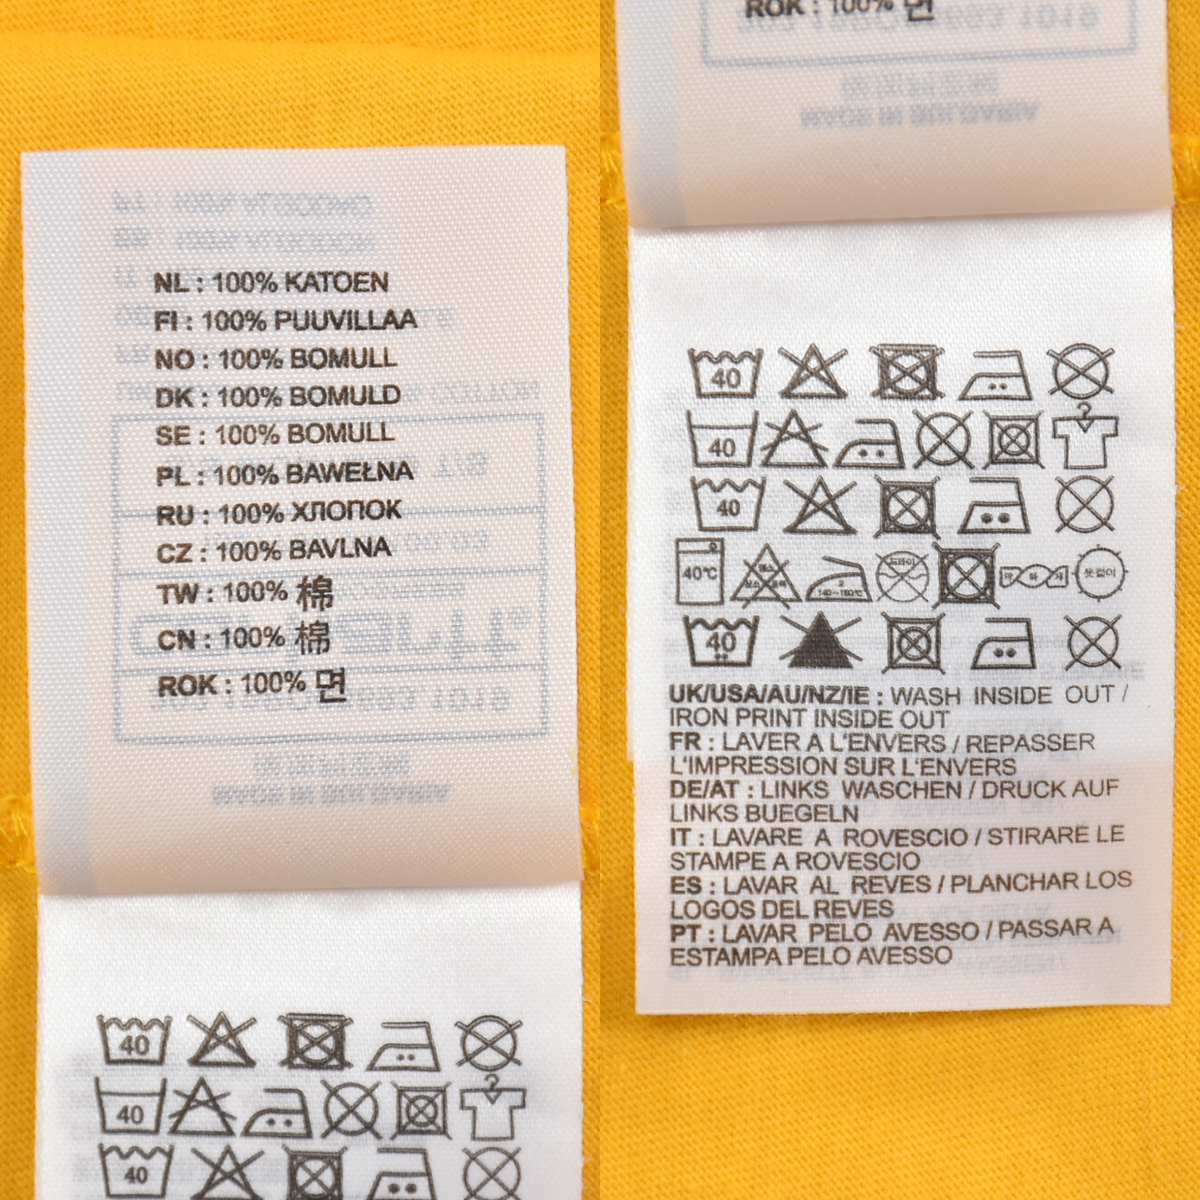 NL : 100% KATOEN
FI : 100% PUUVILLAA
NO : 100% BOMULL
DK : 100% BOMULD
SE : 100% BOMULL
PL : 100% BAWEŁNA
RU : 100% ХЛОПОК
CZ : 100% BAVLNA
TW : 100% 棉
CN : 100% 棉
ROK : 100% 면
40
40
40
ROK : 100% 면
40
40
40
40℃
140~160℃
옷걸이
40
UK/USA/AU/NZ/IE : WASH INSIDE OUT /
IRON PRINT INSIDE OUT
FR : LAVER A L'ENVERS / REPASSER
L'IMPRESSION SUR L'ENVERS
DE/AT : LINKS WASCHEN / DRUCK AUF
LINKS BUEGELN
IT : LAVARE A ROVESCIO / STIRARE LE
STAMPE A ROVESCIO
ES : LAVAR AL REVES / PLANCHAR LOS
LOGOS DEL REVES
PT : LAVAR PELO AVESSO / PASSAR A
ESTAMPA PELO AVESSO